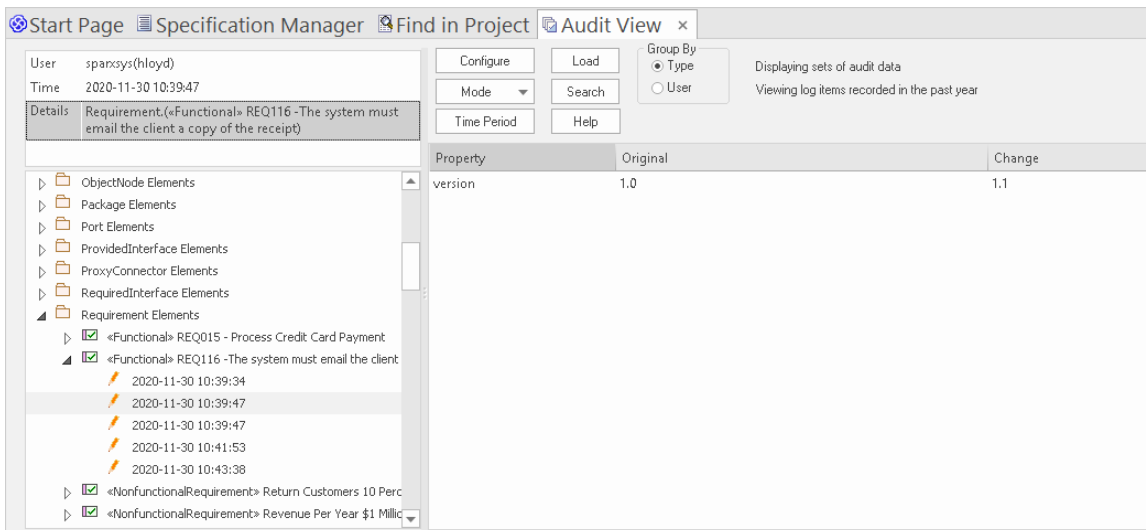 Start Page Specification Manager Find in Project Audit View ×
User sparxsys(hloyd)
Time 2020-11-30 10:39:47
Details Requirement.(«Functional» REQ116 -The system must
email the client a copy of the receipt)
Configure Load
Mode Search
Time Period Help
Group By
Type
User
Displaying sets of audit data
Viewing log items recorded in the past year
ObjectNode Elements
Package Elements
Port Elements
ProvidedInterface Elements
ProxyConnector Elements
RequiredInterface Elements
Requirement Elements
«Functional» REQ015 - Process Credit Card Payment
«Functional» REQ116 -The system must email the client
2020-11-30 10:39:34
2020-11-30 10:39:47
2020-11-30 10:39:47
2020-11-30 10:41:53
2020-11-30 10:43:38
«NonfunctionalRequirement» Return Customers 10 Perc
«NonfunctionalRequirement» Revenue Per Year $1 Millic
Property Original Change
version 1.0 1.1